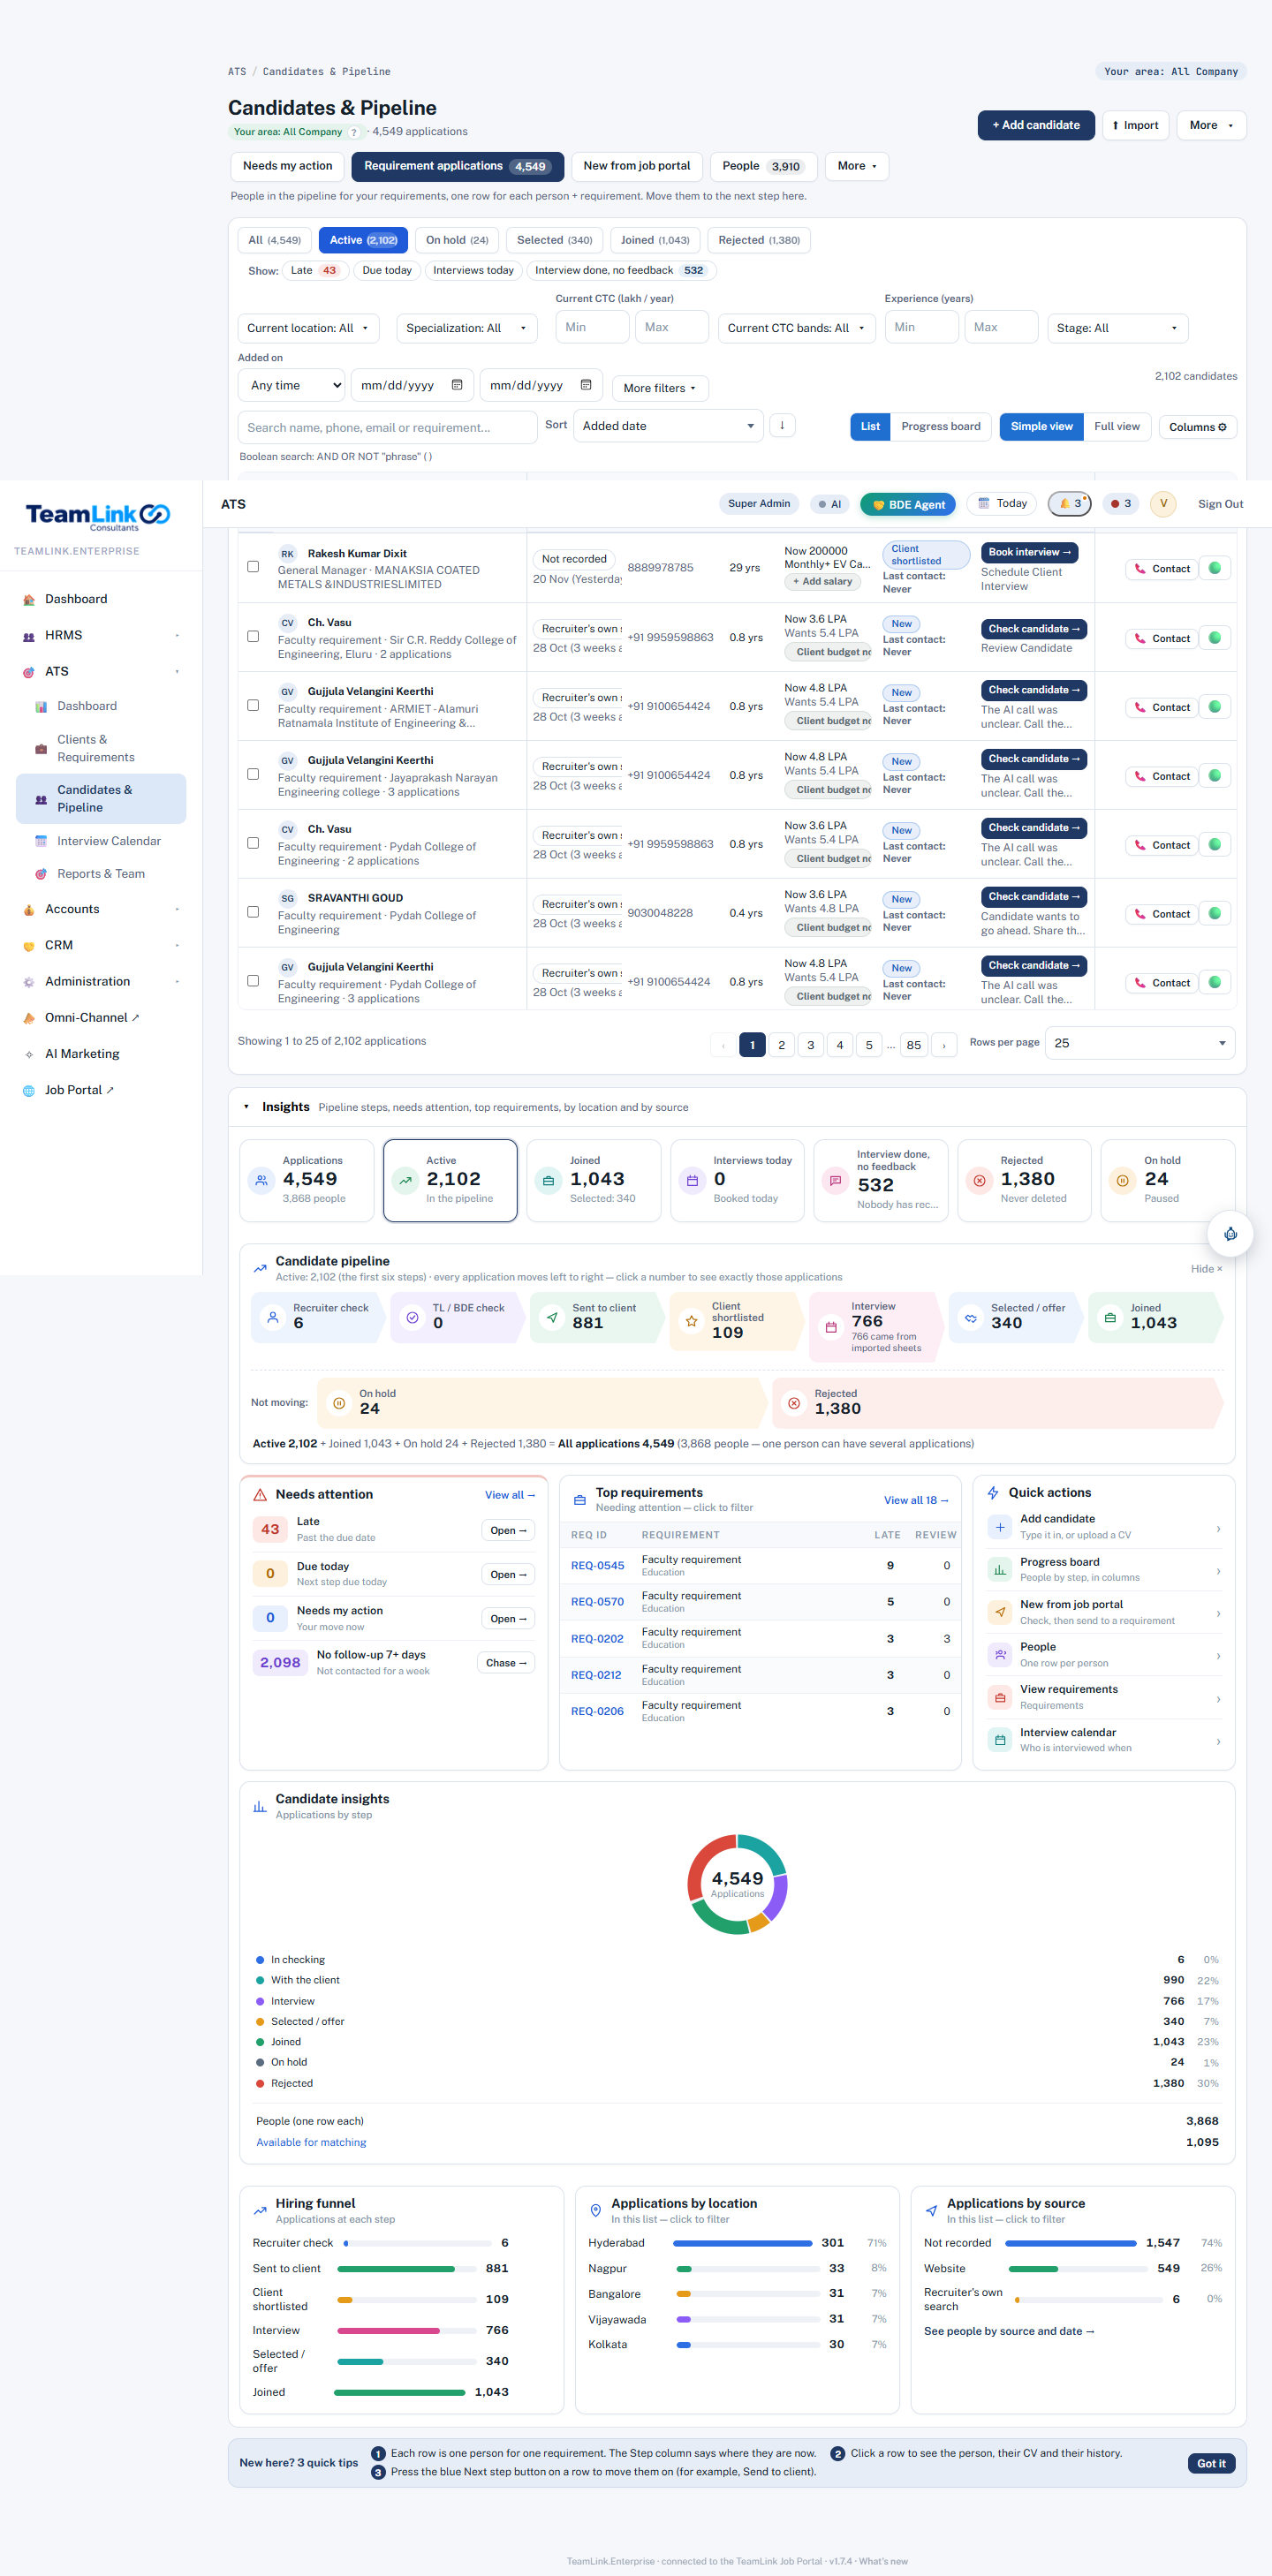 ATS / Candidates & Pipeline
Your area: All Company
Candidates & Pipeline
Your area: All Company ? · 4,549 applications
+ Add candidate
Import
More
Needs my action
Requirement applications 4,549
New from job portal
People 3,910
More
People in the pipeline for your requirements, one row for each person + requirement. Move them to the next step here.
All (4,549)
Active (2,102)
On hold (24)
Selected (340)
Joined (1,043)
Rejected (1,380)
Show: Late 43
Due today
Interviews today
Interview done, no feedback 532
Current CTC (lakh / year)
Experience (years)
Current location: All
Specialization: All
Min
Max
Current CTC bands: All
Min
Max
Stage: All
Added on
Any time
mm/dd/yyyy
mm/dd/yyyy
More filters
2,102 candidates
Search name, phone, email or requirement...
Sort
Added date
↓
List
Progress board
Simple view
Full view
Columns
Boolean search: AND OR NOT "phrase" ( )
TeamLink
Consultants
TEAMLINK.ENTERPRISE
ATS
Super Admin
AI
BDE Agent
Today
3
3
V
Sign Out
Dashboard
HRMS
ATS
Dashboard
Clients &
Requirements
Candidates &
Pipeline
Interview Calendar
Reports & Team
Accounts
CRM
Administration
Omni-Channel ↗
AI Marketing
Job Portal ↗
RK Rakesh Kumar Dixit
General Manager · MANAKSIA COATED
METALS &INDUSTRIESLIMITED
Not recorded
20 Nov (Yesterday
8889978785
29 yrs
Now 200000
Monthly+ EV Ca...
+ Add salary
Client
shortlisted
Last contact:
Never
Book interview →
Schedule Client
Interview
Contact
CV Ch. Vasu
Faculty requirement · Sir C.R. Reddy College of
Engineering, Eluru · 2 applications
Recruiter's own s
28 Oct (3 weeks a
+91 9959598863
0.8 yrs
Now 3.6 LPA
Wants 5.4 LPA
Client budget no
New
Last contact:
Never
Check candidate →
Review Candidate
Contact
GV Gujjula Velangini Keerthi
Faculty requirement · ARMIET - Alamuri
Ratnamala Institute of Engineering &...
Recruiter's own s
28 Oct (3 weeks a
+91 9100654424
0.8 yrs
Now 4.8 LPA
Wants 5.4 LPA
Client budget no
New
Last contact:
Never
Check candidate →
The AI call was
unclear. Call the...
Contact
GV Gujjula Velangini Keerthi
Faculty requirement · Jayaprakash Narayan
Engineering college · 3 applications
Recruiter's own s
28 Oct (3 weeks a
+91 9100654424
0.8 yrs
Now 4.8 LPA
Wants 5.4 LPA
Client budget no
New
Last contact:
Never
Check candidate →
The AI call was
unclear. Call the...
Contact
CV Ch. Vasu
Faculty requirement · Pydah College of
Engineering · 2 applications
Recruiter's own s
28 Oct (3 weeks a
+91 9959598863
0.8 yrs
Now 3.6 LPA
Wants 5.4 LPA
Client budget no
New
Last contact:
Never
Check candidate →
The AI call was
unclear. Call the...
Contact
SG SRAVANTHI GOUD
Faculty requirement · Pydah College of
Engineering
Recruiter's own s
28 Oct (3 weeks a
9030048228
0.4 yrs
Now 3.6 LPA
Wants 4.8 LPA
Client budget no
New
Last contact:
Never
Check candidate →
Candidate wants to
go ahead. Share th...
Contact
GV Gujjula Velangini Keerthi
Faculty requirement · Pydah College of
Engineering · 3 applications
Recruiter's own s
28 Oct (3 weeks a
+91 9100654424
0.8 yrs
Now 4.8 LPA
Wants 5.4 LPA
Client budget no
New
Last contact:
Never
Check candidate →
The AI call was
unclear. Call the...
Contact
Showing 1 to 25 of 2,102 applications
‹ 1 2 3 4 5 ... 85 ›
Rows per page
25
Insights Pipeline steps, needs attention, top requirements, by location and by source
Applications
4,549
3,868 people
Active
2,102
In the pipeline
Joined
1,043
Selected: 340
Interviews today
0
Booked today
Interview done,
no feedback
532
Nobody has rec...
Rejected
1,380
Never deleted
On hold
24
Paused
Candidate pipeline
Active: 2,102 (the first six steps) · every application moves left to right — click a number to see exactly those applications
Hide ×
Recruiter check
6
TL / BDE check
0
Sent to client
881
Client
shortlisted
109
Interview
766
766 came from
imported sheets
Selected / offer
340
Joined
1,043
Not moving:
On hold
24
Rejected
1,380
Active 2,102 + Joined 1,043 + On hold 24 + Rejected 1,380 = All applications 4,549 (3,868 people — one person can have several applications)
Needs attention
View all →
43 Late
Past the due date
Open →
0 Due today
Next step due today
Open →
0 Needs my action
Your move now
Open →
2,098 No follow-up 7+ days
Not contacted for a week
Chase →
Top requirements
Needing attention — click to filter
View all 18 →
REQ ID REQUIREMENT LATE REVIEW
REQ-0545 Faculty requirement 9 0
Education
REQ-0570 Faculty requirement 5 0
Education
REQ-0202 Faculty requirement 3 3
Education
REQ-0212 Faculty requirement 3 0
Education
REQ-0206 Faculty requirement 3 0
Education
Quick actions
Add candidate
Type it in, or upload a CV
Progress board
People by step, in columns
New from job portal
Check, then send to a requirement
People
One row per person
View requirements
Requirements
Interview calendar
Who is interviewed when
Candidate insights
Applications by step
4,549
Applications
In checking 6 0%
With the client 990 22%
Interview 766 17%
Selected / offer 340 7%
Joined 1,043 23%
On hold 24 1%
Rejected 1,380 30%
People (one row each) 3,868
Available for matching 1,095
Hiring funnel
Applications at each step
Recruiter check 6
Sent to client 881
Client
shortlisted 109
Interview 766
Selected /
offer 340
Joined 1,043
Applications by location
In this list — click to filter
Hyderabad 301 71%
Nagpur 33 8%
Bangalore 31 7%
Vijayawada 31 7%
Kolkata 30 7%
Applications by source
In this list — click to filter
Not recorded 1,547 74%
Website 549 26%
Recruiter's own
search 6 0%
See people by source and date →
New here? 3 quick tips
1 Each row is one person for one requirement. The Step column says where they are now.
2 Click a row to see the person, their CV and their history.
3 Press the blue Next step button on a row to move them on (for example, Send to client).
Got it
TeamLink.Enterprise · connected to the TeamLink Job Portal · v1.7.4 · What's new